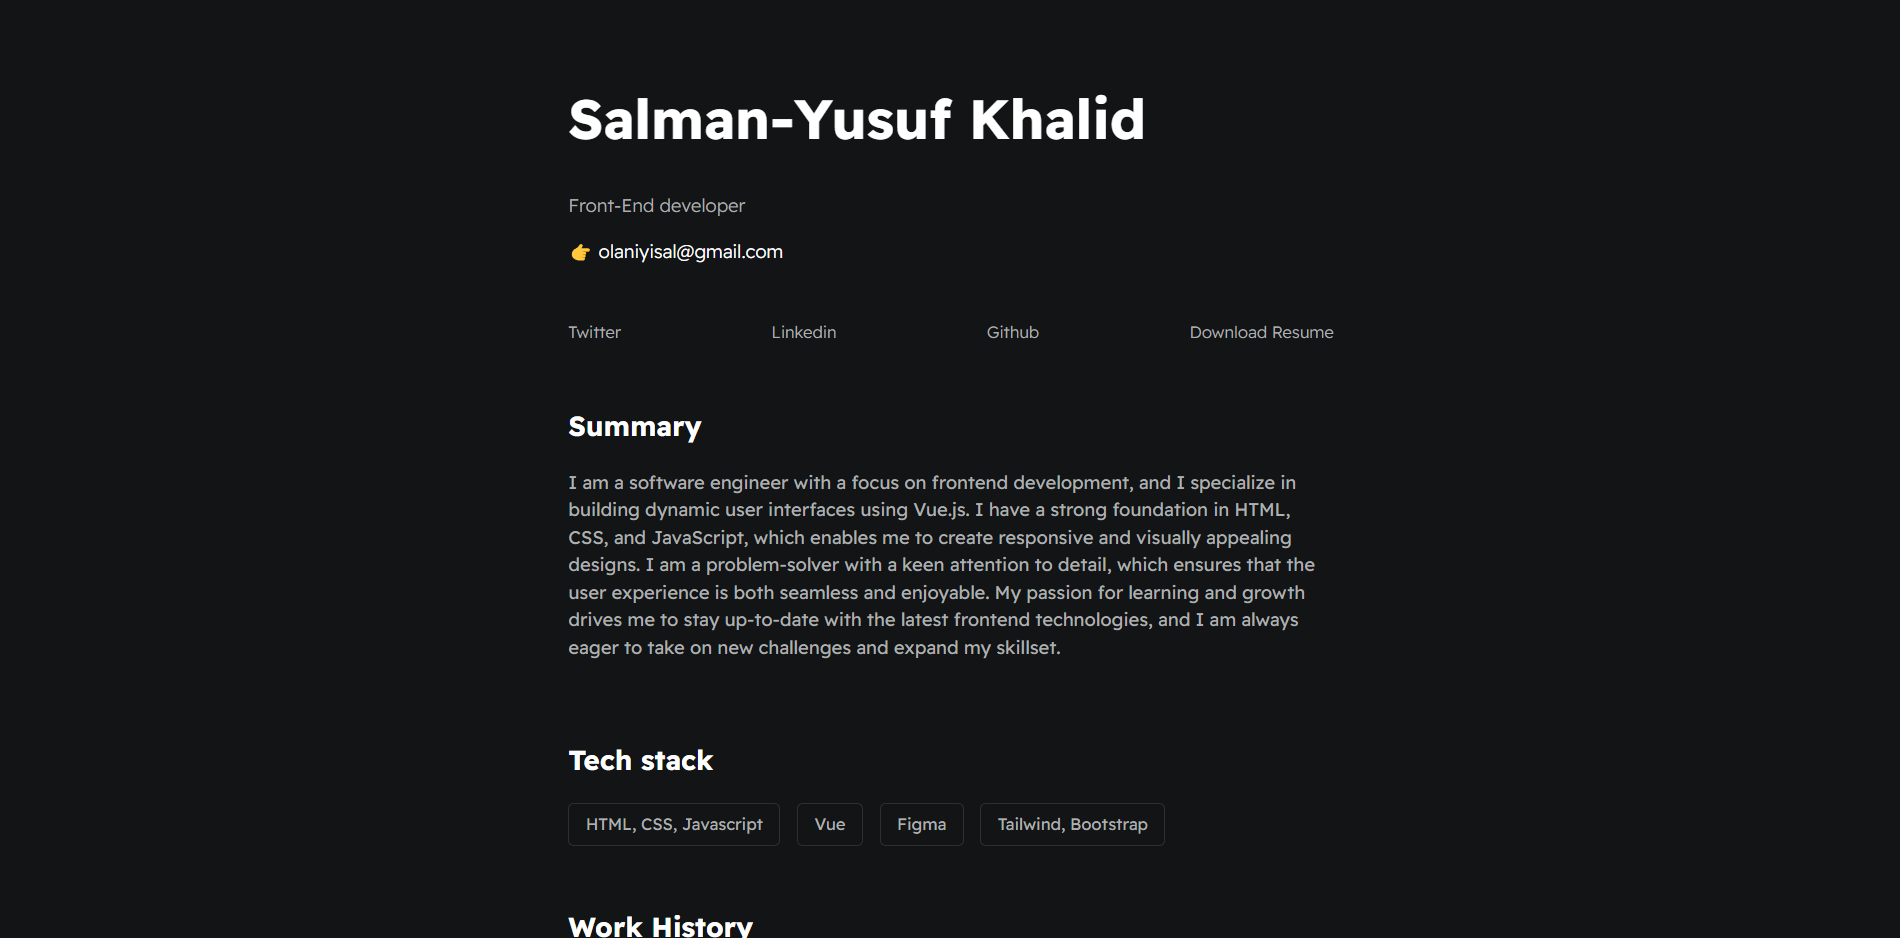 Salman-Yusuf Khalid
Front-End developer
👉 olaniyisal@gmail.com
Twitter Linkedin Github Download Resume
Summary
I am a software engineer with a focus on frontend development, and I specialize in
building dynamic user interfaces using Vue.js. I have a strong foundation in HTML,
CSS, and JavaScript, which enables me to create responsive and visually appealing
designs. I am a problem-solver with a keen attention to detail, which ensures that the
user experience is both seamless and enjoyable. My passion for learning and growth
drives me to stay up-to-date with the latest frontend technologies, and I am always
eager to take on new challenges and expand my skillset.
Tech stack
HTML, CSS, Javascript Vue Figma Tailwind, Bootstrap
Work History